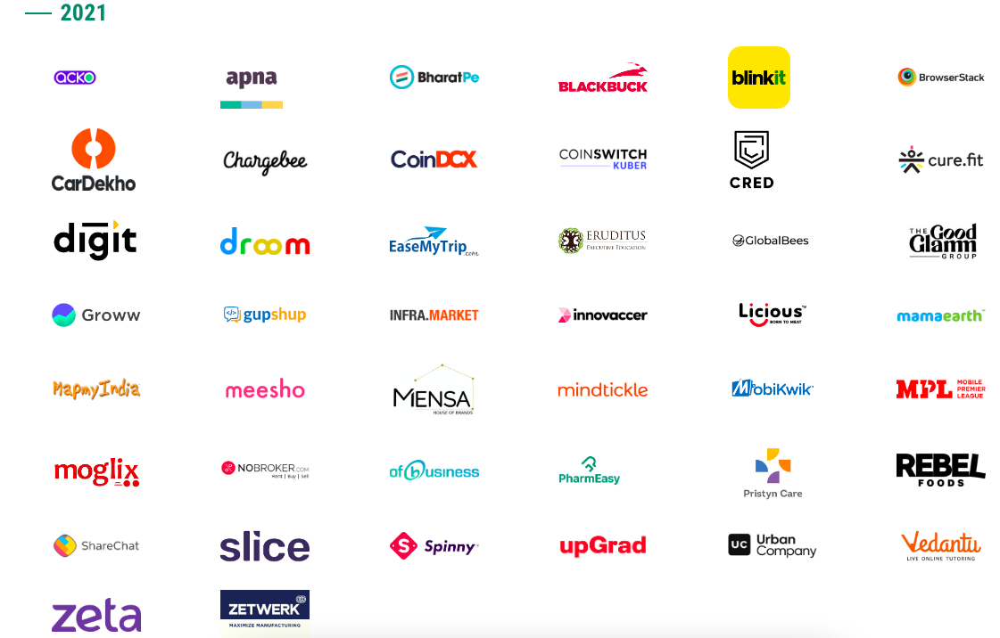 2021
acko
apna
BharatPe
BLACKBUCK
blinkit
BrowserStack
CarDekho
Chargebee
CoinDCX
COINSWITCH
KUBER
CRED
cure.fit
digit
droom
EaseMyTrip
.com
ERUDITUS
EXECUTIVE EDUCATION
GlobalBees
THE Good
Glamm
GROUP
Groww
gupshup
INFRA.MARKET
innovaccer
Licious™
BORN TO MEAT
mamaearth™
MapmyIndia
meesho
MENSA
HOUSE OF BRANDS
mindtickle
MobiKwik
MPL
MOBILE
PREMIER
LEAGUE
moglix
NOBROKER.COM
Rent | Buy | Sell
ofbusiness
PharmEasy
Pristyn Care
REBEL
FOODS
ShareChat
slice
S Spinny
upGrad
UC Urban
Company
Vedantu
LIVE ONLINE TUTORING
zeta
ZETWERK
MAXIMIZE MANUFACTURING